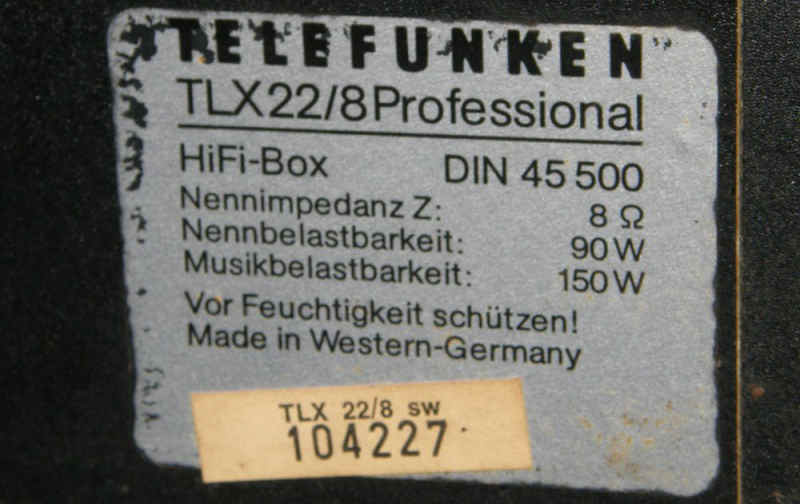 TELEFUNKEN
TLX22/8Professional
HiFi-Box DIN 45 500
Nennimpedanz Z: 8 Ω
Nennbelastbarkeit: 90 W
Musikbelastbarkeit: 150 W
Vor Feuchtigkeit schützen!
Made in Western-Germany
TLX 22/8 SW
104227